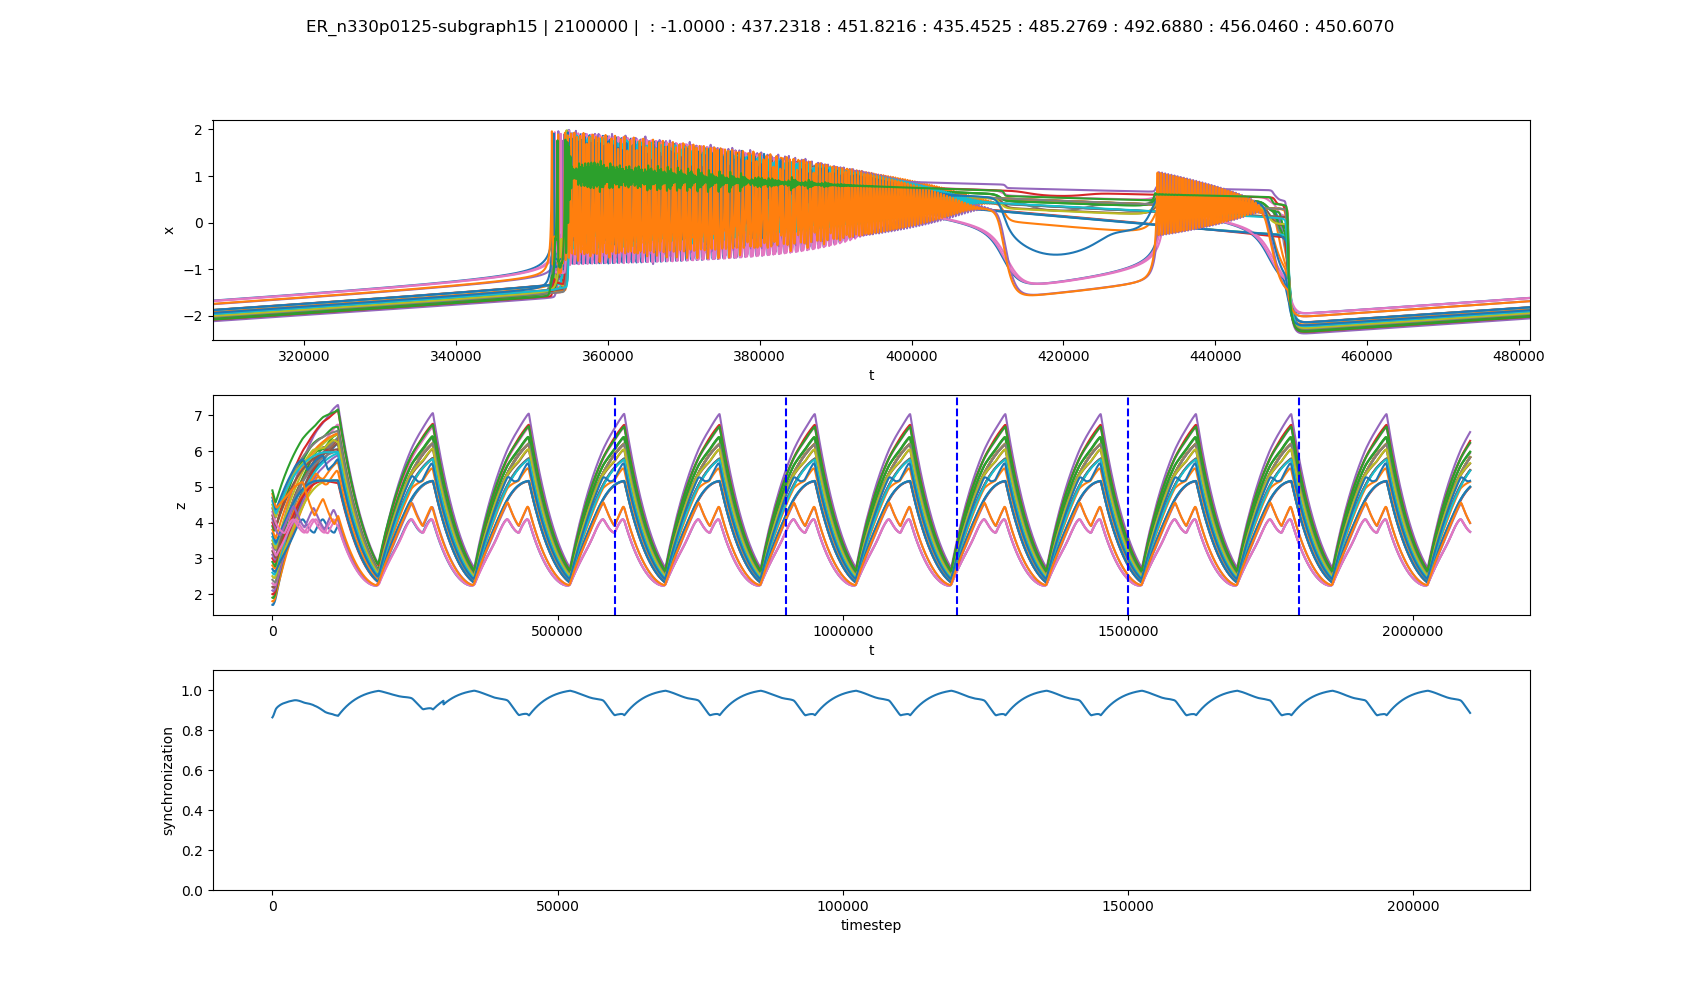 ER_n330p0125-subgraph15 | 2100000 |  : -1.0000 : 437.2318 : 451.8216 : 435.4525 : 485.2769 : 492.6880 : 456.0460 : 450.6070
2
1
0
−1
−2
x
320000 340000 360000 380000 400000 420000 440000 460000 480000
t
7
6
5
4
3
2
z
0 500000 1000000 1500000 2000000
t
1.0
0.8
0.6
0.4
0.2
0.0
synchronization
0 50000 100000 150000 200000
timestep